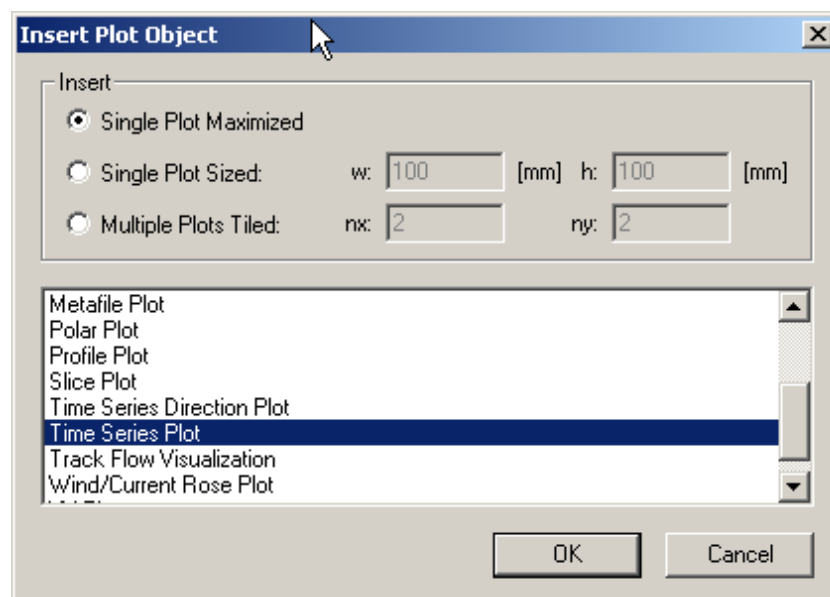 Insert Plot Object
Insert
Single Plot Maximized
Single Plot Sized: w: 100 [mm] h: 100 [mm]
Multiple Plots Tiled: nx: 2 ny: 2
Metafile Plot
Polar Plot
Profile Plot
Slice Plot
Time Series Direction Plot
Time Series Plot
Track Flow Visualization
Wind/Current Rose Plot
OK Cancel